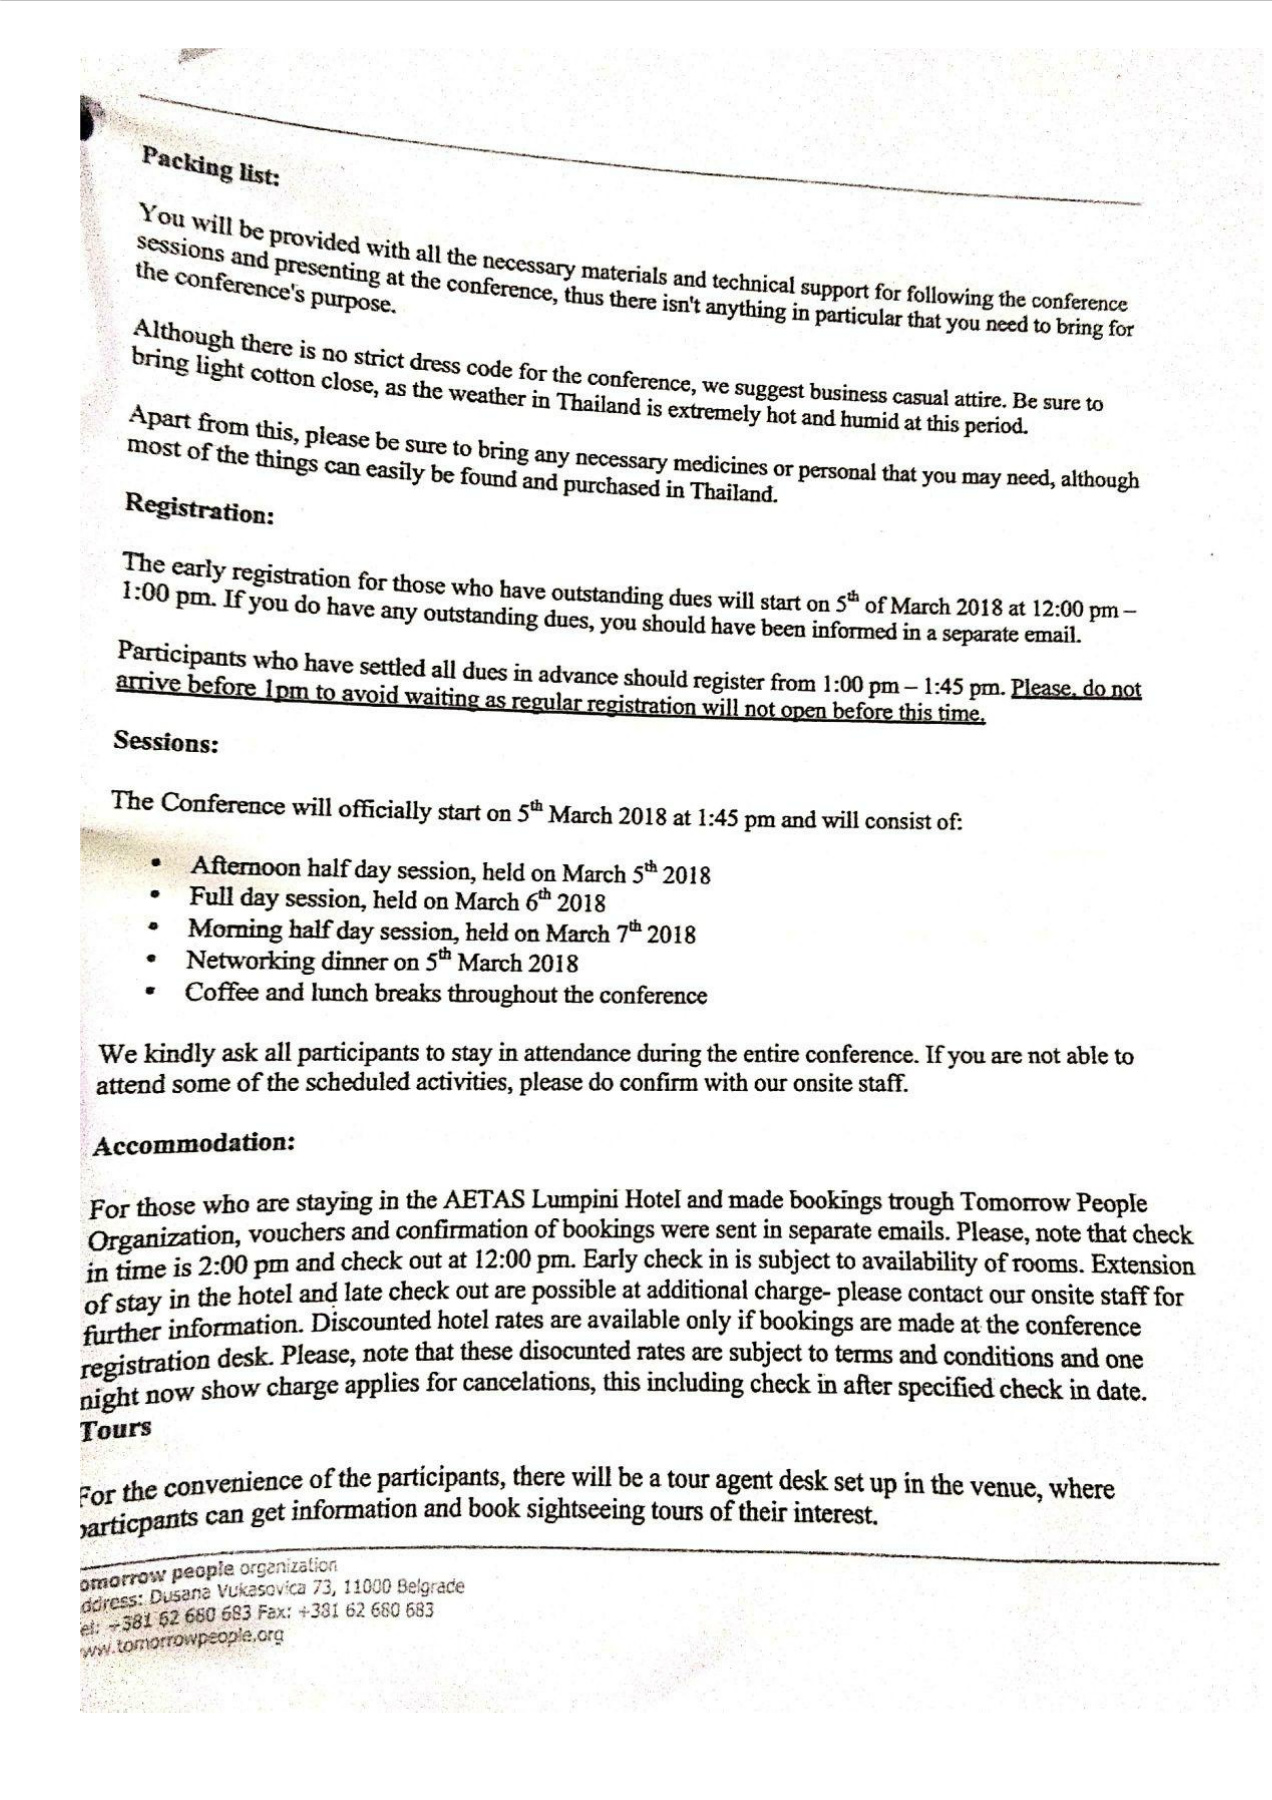 Packing list:
You will be provided with all the necessary materials and technical support for following the conference
sessions and presenting at the conference, thus there isn't anything in particular that you need to bring for
the conference's purpose.
Although there is no strict dress code for the conference, we suggest business casual attire. Be sure to
bring light cotton close, as the weather in Thailand is extremely hot and humid at this period.
Apart from this, please be sure to bring any necessary medicines or personal that you may need, although
most of the things can easily be found and purchased in Thailand.
Registration:
The early registration for those who have outstanding dues will start on 5th of March 2018 at 12:00 pm –
1:00 pm. If you do have any outstanding dues, you should have been informed in a separate email.
Participants who have settled all dues in advance should register from 1:00 pm – 1:45 pm. Please, do not
arrive before 1pm to avoid waiting as regular registration will not open before this time.
Sessions:
The Conference will officially start on 5th March 2018 at 1:45 pm and will consist of:
• Afternoon half day session, held on March 5th 2018
• Full day session, held on March 6th 2018
• Morning half day session, held on March 7th 2018
• Networking dinner on 5th March 2018
• Coffee and lunch breaks throughout the conference
We kindly ask all participants to stay in attendance during the entire conference. If you are not able to
attend some of the scheduled activities, please do confirm with our onsite staff.
Accommodation:
For those who are staying in the AETAS Lumpini Hotel and made bookings trough Tomorrow People
Organization, vouchers and confirmation of bookings were sent in separate emails. Please, note that check
in time is 2:00 pm and check out at 12:00 pm. Early check in is subject to availability of rooms. Extension
of stay in the hotel and late check out are possible at additional charge- please contact our onsite staff for
further information. Discounted hotel rates are available only if bookings are made at the conference
registration desk. Please, note that these disocunted rates are subject to terms and conditions and one
night now show charge applies for cancelations, this including check in after specified check in date.
Tours
For the convenience of the participants, there will be a tour agent desk set up in the venue, where
articpants can get information and book sightseeing tours of their interest.
omorrow people organization
ddress: Dusana Vukasovica 73, 11000 Belgrade
el: +381 62 680 683 Fax: +381 62 680 683
ww.tomorrowpeople.org